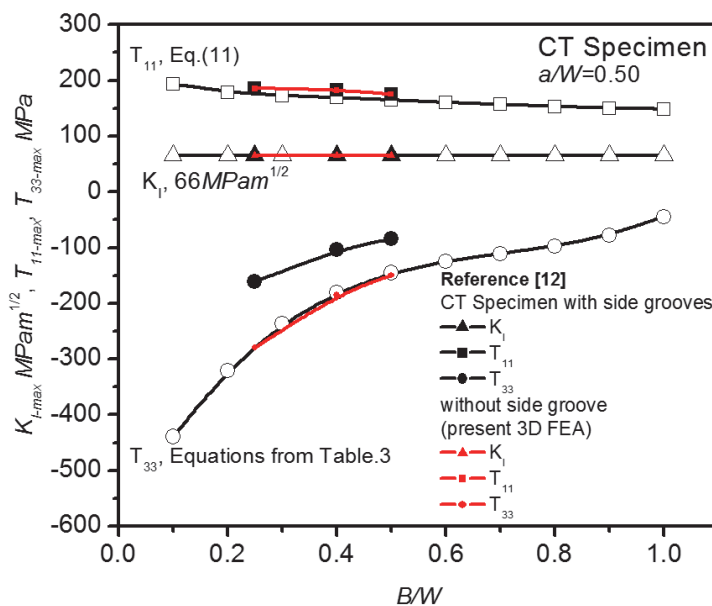 300
200
100
0
-100
-200
-300
-400
-450
-500
-600
0.0 0.2 0.4 0.6 0.8 1.0
B/W
K I-max MPam1/2, T 11-max, T 33-max MPa
T11, Eq.(11)
CT Specimen
a/W=0.50
KI, 66MPam1/2
Reference [12]
CT Specimen with side grooves
KI
T11
T33
without side groove
(present 3D FEA)
KI
T11
T33
T33, Equations from Table.3